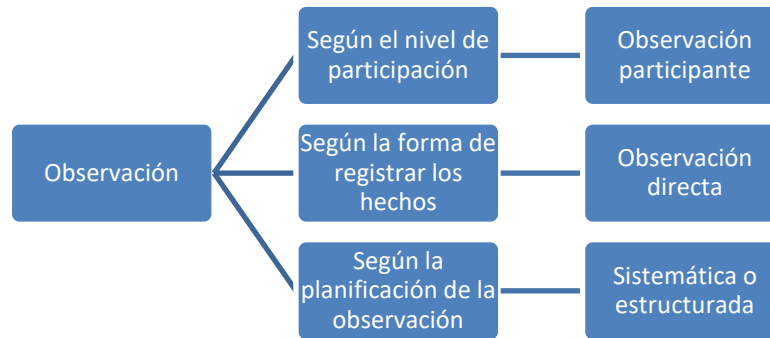 Según el nivel de
participación
Observación
participante
Observación
Según la forma de
registrar los
hechos
Observación
directa
Según la
planificación de la
observación
Sistemática o
estructurada